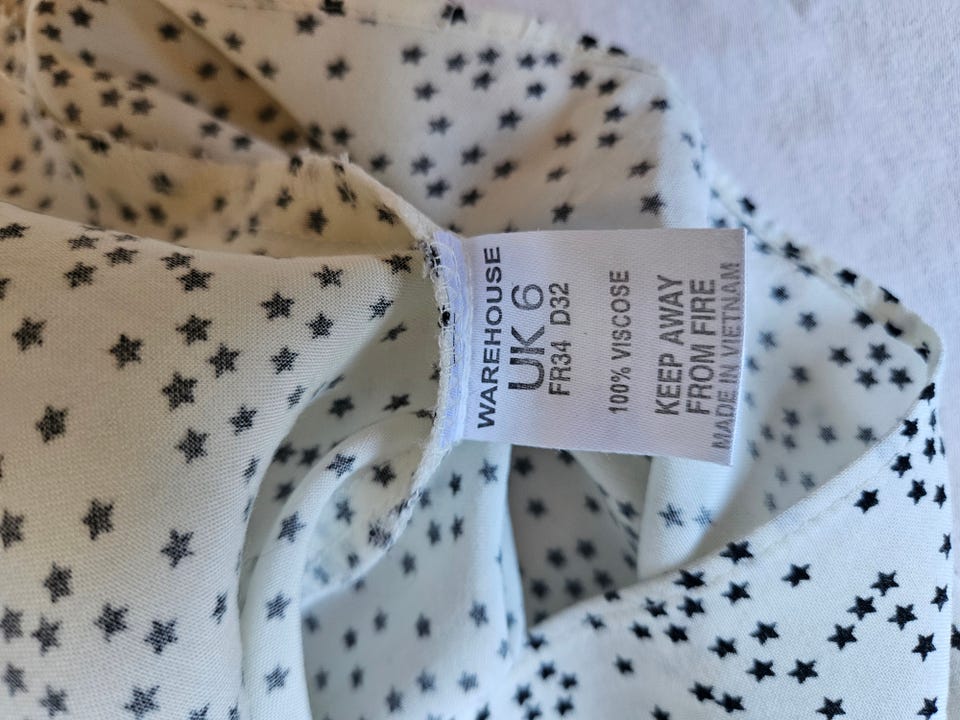 WAREHOUSE
UK 6
FR34 D32
100% VISCOSE
KEEP AWAY
FROM FIRE
MADE IN VIETNAM